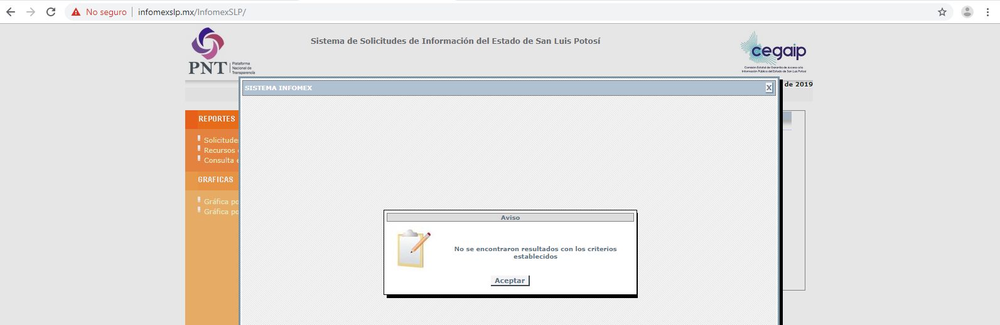 No seguro
infomexslp.mx/InfomexSLP/
PNT
Plataforma
Nacional de
Transparencia
Sistema de Solicitudes de Información del Estado de San Luis Potosí
cegaip
Comisión Estatal de Garantía de Acceso a la
Información Pública del Estado de San Luis Potosí
de 2019
SISTEMA INFOMEX
X
REPORTES
Solicitudes
Recursos
Consulta e
GRAFICAS
Gráfica po
Gráfica po
Aviso
No se encontraron resultados con los criterios
establecidos
Aceptar